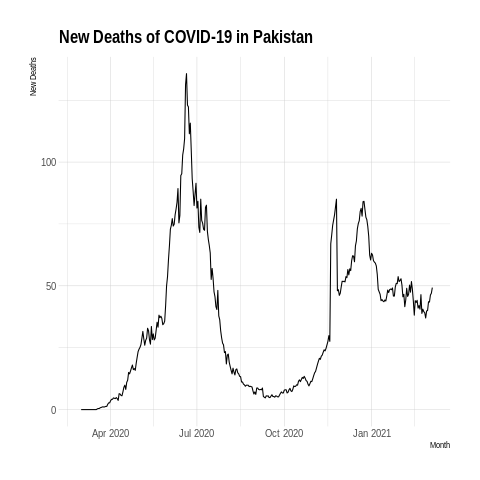 New Deaths of COVID-19 in Pakistan
New Deaths
100
50
0
Apr 2020 Jul 2020 Oct 2020 Jan 2021
Month